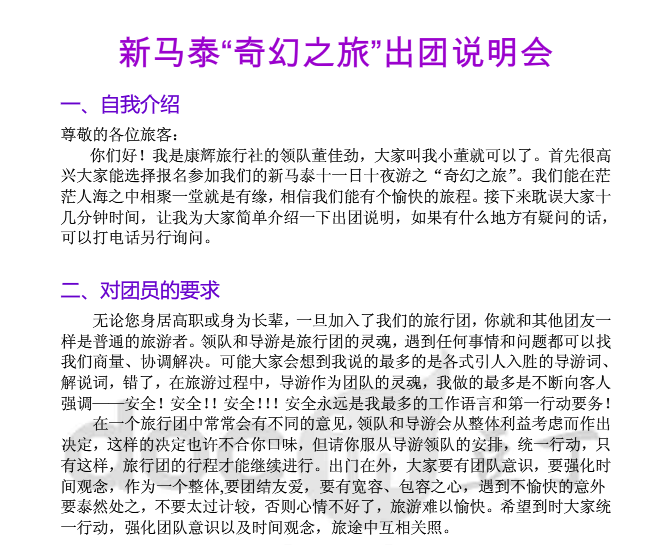 新马泰“奇幻之旅”出团说明会
一、自我介绍
尊敬的各位旅客：
你们好！我是康辉旅行社的领队董佳劲，大家叫我小董就可以了。首先很高
兴大家能选择报名参加我们的新马泰十一日十夜游之“奇幻之旅”。我们能在茫
茫人海之中相聚一堂就是有缘，相信我们能有个愉快的旅程。接下来耽误大家十
几分钟时间，让我为大家简单介绍一下出团说明，如果有什么地方有疑问的话，
可以打电话另行询问。
二、对团员的要求
无论您身居高职或身为长辈，一旦加入了我们的旅行团，你就和其他团友一
样是普通的旅游者。领队和导游是旅行团的灵魂，遇到任何事情和问题都可以找
我们商量、协调解决。可能大家会想到我说的最多的是各式引人入胜的导游词、
解说词，错了，在旅游过程中，导游作为团队的灵魂，我做的最多是不断向客人
强调——安全！安全！！安全！！！安全永远是我最多的工作语言和第一行动要务！
在一个旅行团中常常会有不同的意见，领队和导游会从整体利益考虑而作出
决定，这样的决定也许不合你口味，但请你服从导游领队的安排，统一行动，只
有这样，旅行团的行程才能继续进行。出门在外，大家要有团队意识，要强化时
间观念，作为一个整体,要团结友爱，要有宽容、包容之心，遇到不愉快的意外
要泰然处之，不要太过计较，否则心情不好了，旅游难以愉快。希望到时大家统
一行动，强化团队意识以及时间观念，旅途中互相关照。